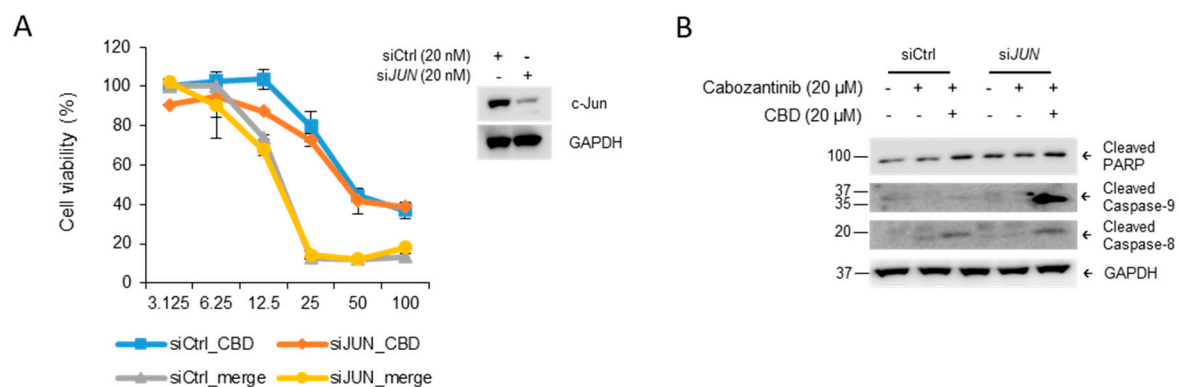 A
Cell viability (%)
120
100
80
60
40
20
0
3.125 6.25 12.5 25 50 100
siCtrl_CBD siJUN_CBD
siCtrl_merge siJUN_merge
siCtrl (20 nM) + -
siJUN (20 nM) - +
c-Jun
GAPDH
B
siCtrl siJUN
Cabozantinib (20 µM) - + + - + +
CBD (20 µM) - - + - - +
100 ← Cleaved
PARP
37
35 ← Cleaved
Caspase-9
20 ← Cleaved
Caspase-8
37 ← GAPDH